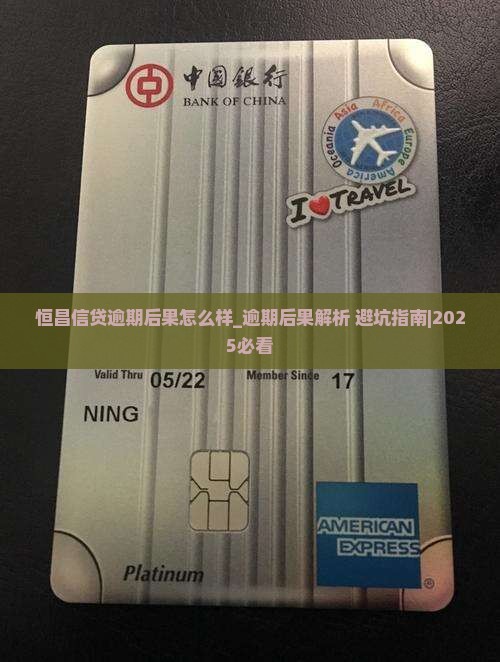 中國銀行
BANK OF CHINA
Oceania Asia Africa Europe America
I❤TRAVEL
恒昌信贷逾期后果怎么样_逾期后果解析 避坑指南|202
5必看
Valid Thru 05/22 Member Since 17
NING
AMERICAN
EXPRESS®
Platinum